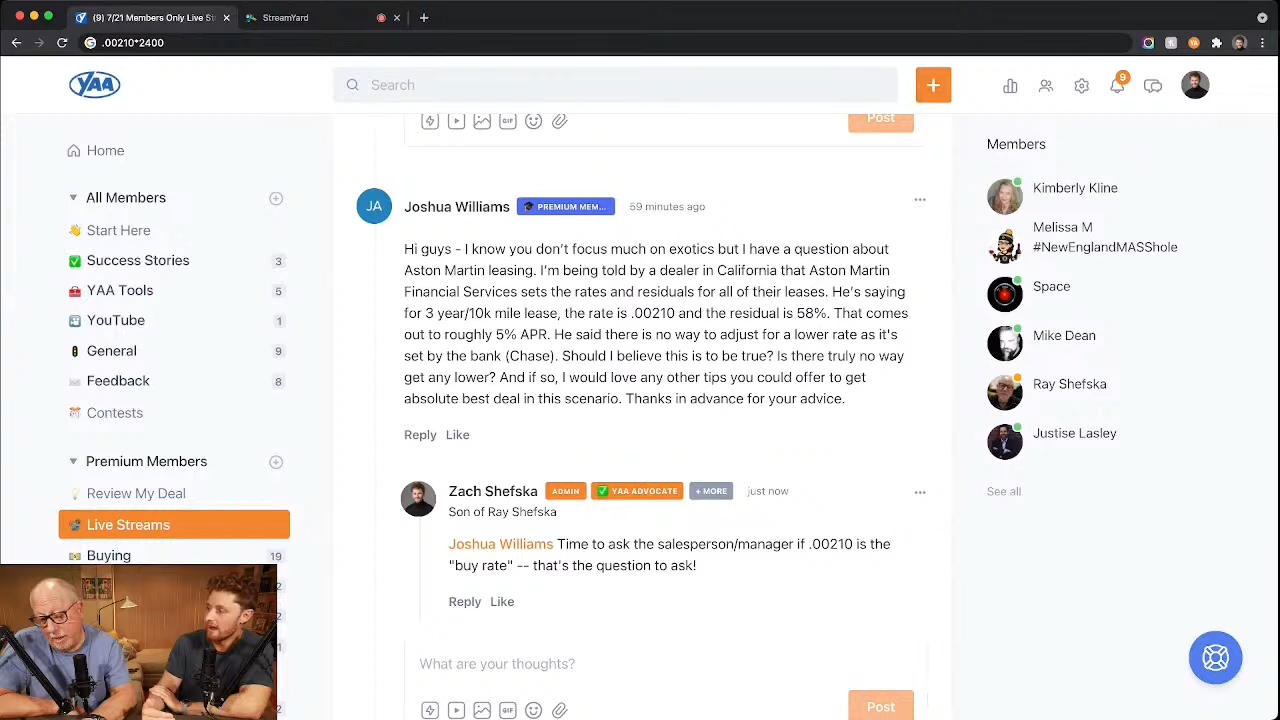 (9) 7/21 Members Only Live St
StreamYard
.00210*2400
YAA
Search
9
Post
Home
All Members
Start Here
Success Stories 3
YAA Tools 5
YouTube 1
General 9
Feedback 8
Contests
Premium Members
Review My Deal
Live Streams
Buying 19
2
2
1
2
JA
Joshua Williams PREMIUM MEM... 59 minutes ago
Hi guys - I know you don't focus much on exotics but I have a question about
Aston Martin leasing. I'm being told by a dealer in California that Aston Martin
Financial Services sets the rates and residuals for all of their leases. He's saying
for 3 year/10k mile lease, the rate is .00210 and the residual is 58%. That comes
out to roughly 5% APR. He said there is no way to adjust for a lower rate as it's
set by the bank (Chase). Should I believe this is to be true? Is there truly no way
get any lower? And if so, I would love any other tips you could offer to get
absolute best deal in this scenario. Thanks in advance for your advice.
Reply Like
Zach Shefska ADMIN YAA ADVOCATE + MORE just now
Son of Ray Shefska
Joshua Williams Time to ask the salesperson/manager if .00210 is the
"buy rate" -- that's the question to ask!
Reply Like
What are your thoughts?
GIF
Post
Members
Kimberly Kline
Melissa M
#NewEnglandMASShole
Space
Mike Dean
Ray Shefska
Justise Lasley
See all